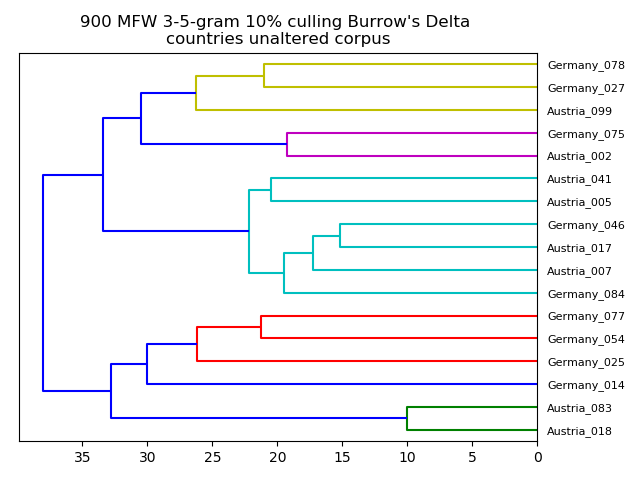 900 MFW 3-5-gram 10% culling Burrow's Delta
countries unaltered corpus
Germany_078
Germany_027
Austria_099
Germany_075
Austria_002
Austria_041
Austria_005
Germany_046
Austria_017
Austria_007
Germany_084
Germany_077
Germany_054
Germany_025
Germany_014
Austria_083
Austria_018
35 30 25 20 15 10 5 0